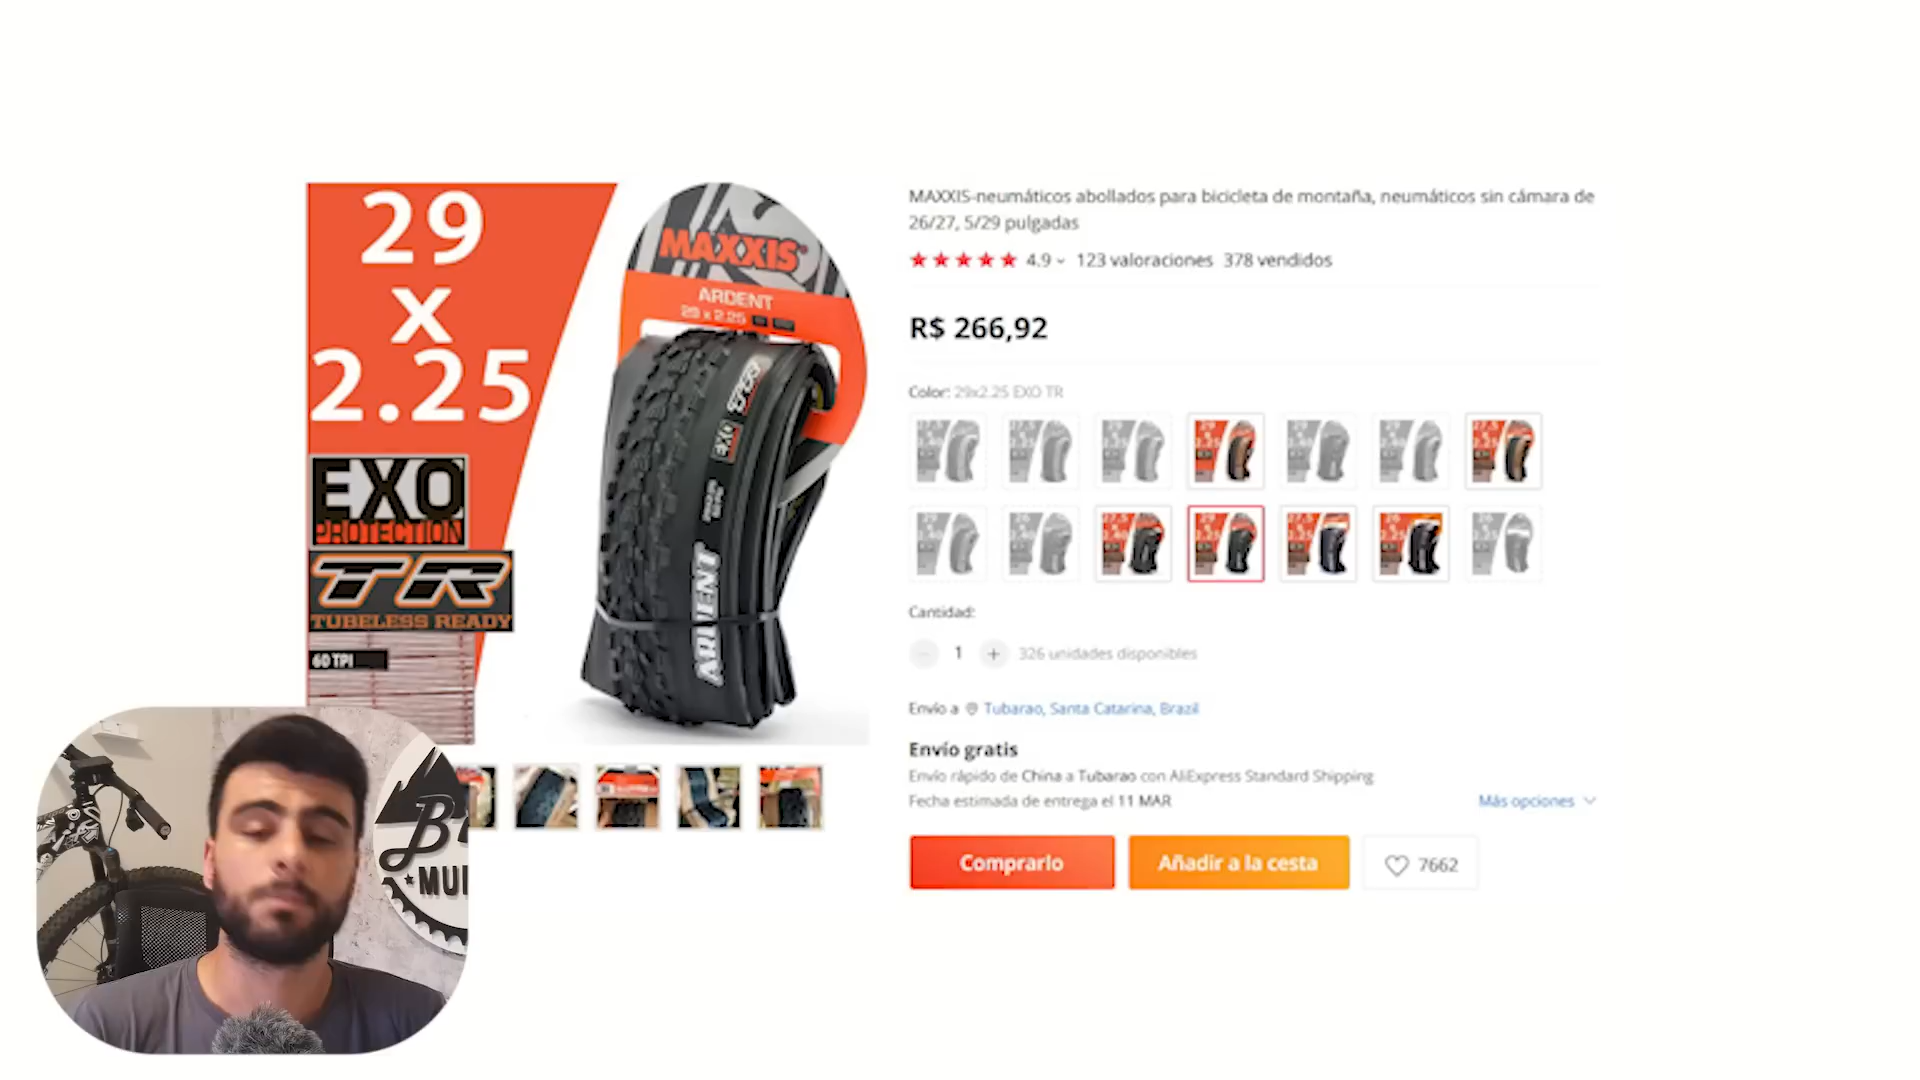 29
x
2.25
EXO
PROTECTION
TR
TUBELESS READY
60 TPI
MAXXIS
ARDENT
29 x 2.25
EXO
ARDENT
MAXXIS-neumáticos abollados para bicicleta de montaña, neumáticos sin cámara de
26/27, 5/29 pulgadas
4.9 123 valoraciones 378 vendidos
R$ 266,92
Color: 29x2.25 EXO TR
Cantidad:
1 + 326 unidades disponibles
Envío a Tubarao, Santa Catarina, Brazil
Envío gratis
Envío rápido de China a Tubarao con AliExpress Standard Shipping
Fecha estimada de entrega el 11 MAR Más opciones
Comprarlo Añadir a la cesta 7662